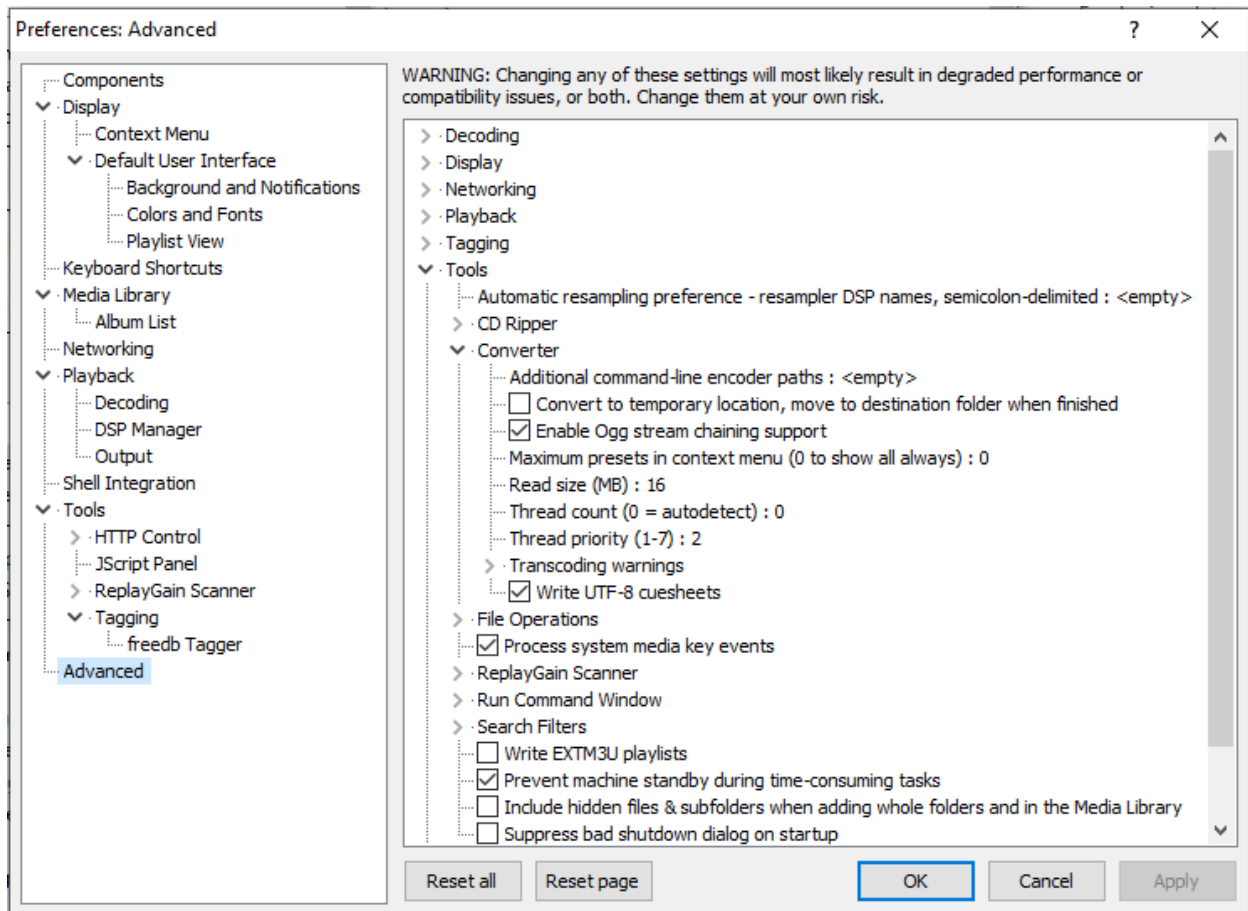 Preferences: Advanced
?
Components
Display
Context Menu
Default User Interface
Background and Notifications
Colors and Fonts
Playlist View
Keyboard Shortcuts
Media Library
Album List
Networking
Playback
Decoding
DSP Manager
Output
Shell Integration
Tools
HTTP Control
JScript Panel
ReplayGain Scanner
Tagging
freedb Tagger
Advanced
WARNING: Changing any of these settings will most likely result in degraded performance or
compatibility issues, or both. Change them at your own risk.
Decoding
Display
Networking
Playback
Tagging
Tools
Automatic resampling preference - resampler DSP names, semicolon-delimited : <empty>
CD Ripper
Converter
Additional command-line encoder paths : <empty>
Convert to temporary location, move to destination folder when finished
Enable Ogg stream chaining support
Maximum presets in context menu (0 to show all always) : 0
Read size (MB) : 16
Thread count (0 = autodetect) : 0
Thread priority (1-7) : 2
Transcoding warnings
Write UTF-8 cuesheets
File Operations
Process system media key events
ReplayGain Scanner
Run Command Window
Search Filters
Write EXTM3U playlists
Prevent machine standby during time-consuming tasks
Include hidden files & subfolders when adding whole folders and in the Media Library
Suppress bad shutdown dialog on startup
Reset all
Reset page
OK
Cancel
Apply